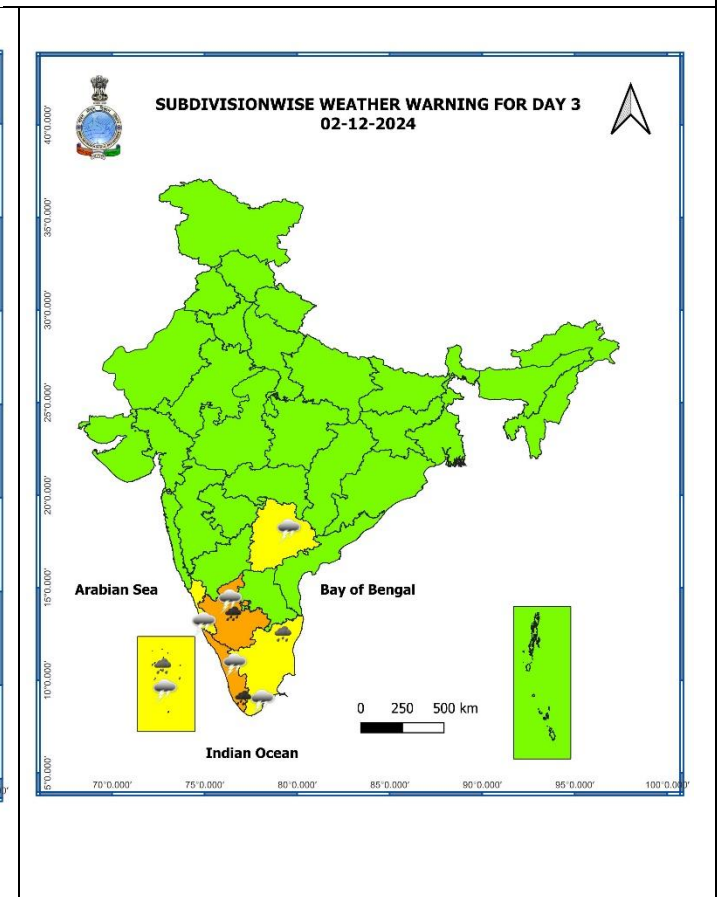 SUBDIVISIONWISE WEATHER WARNING FOR DAY 3
02-12-2024
40°0.000'
35°0.000'
30°0.000'
25°0.000'
20°0.000'
15°0.000'
10°0.000'
5°0.000'
Arabian Sea
Bay of Bengal
0 250 500 km
Indian Ocean
70°0.000' 75°0.000' 80°0.000' 85°0.000' 90°0.000' 95°0.000' 100°0.000'